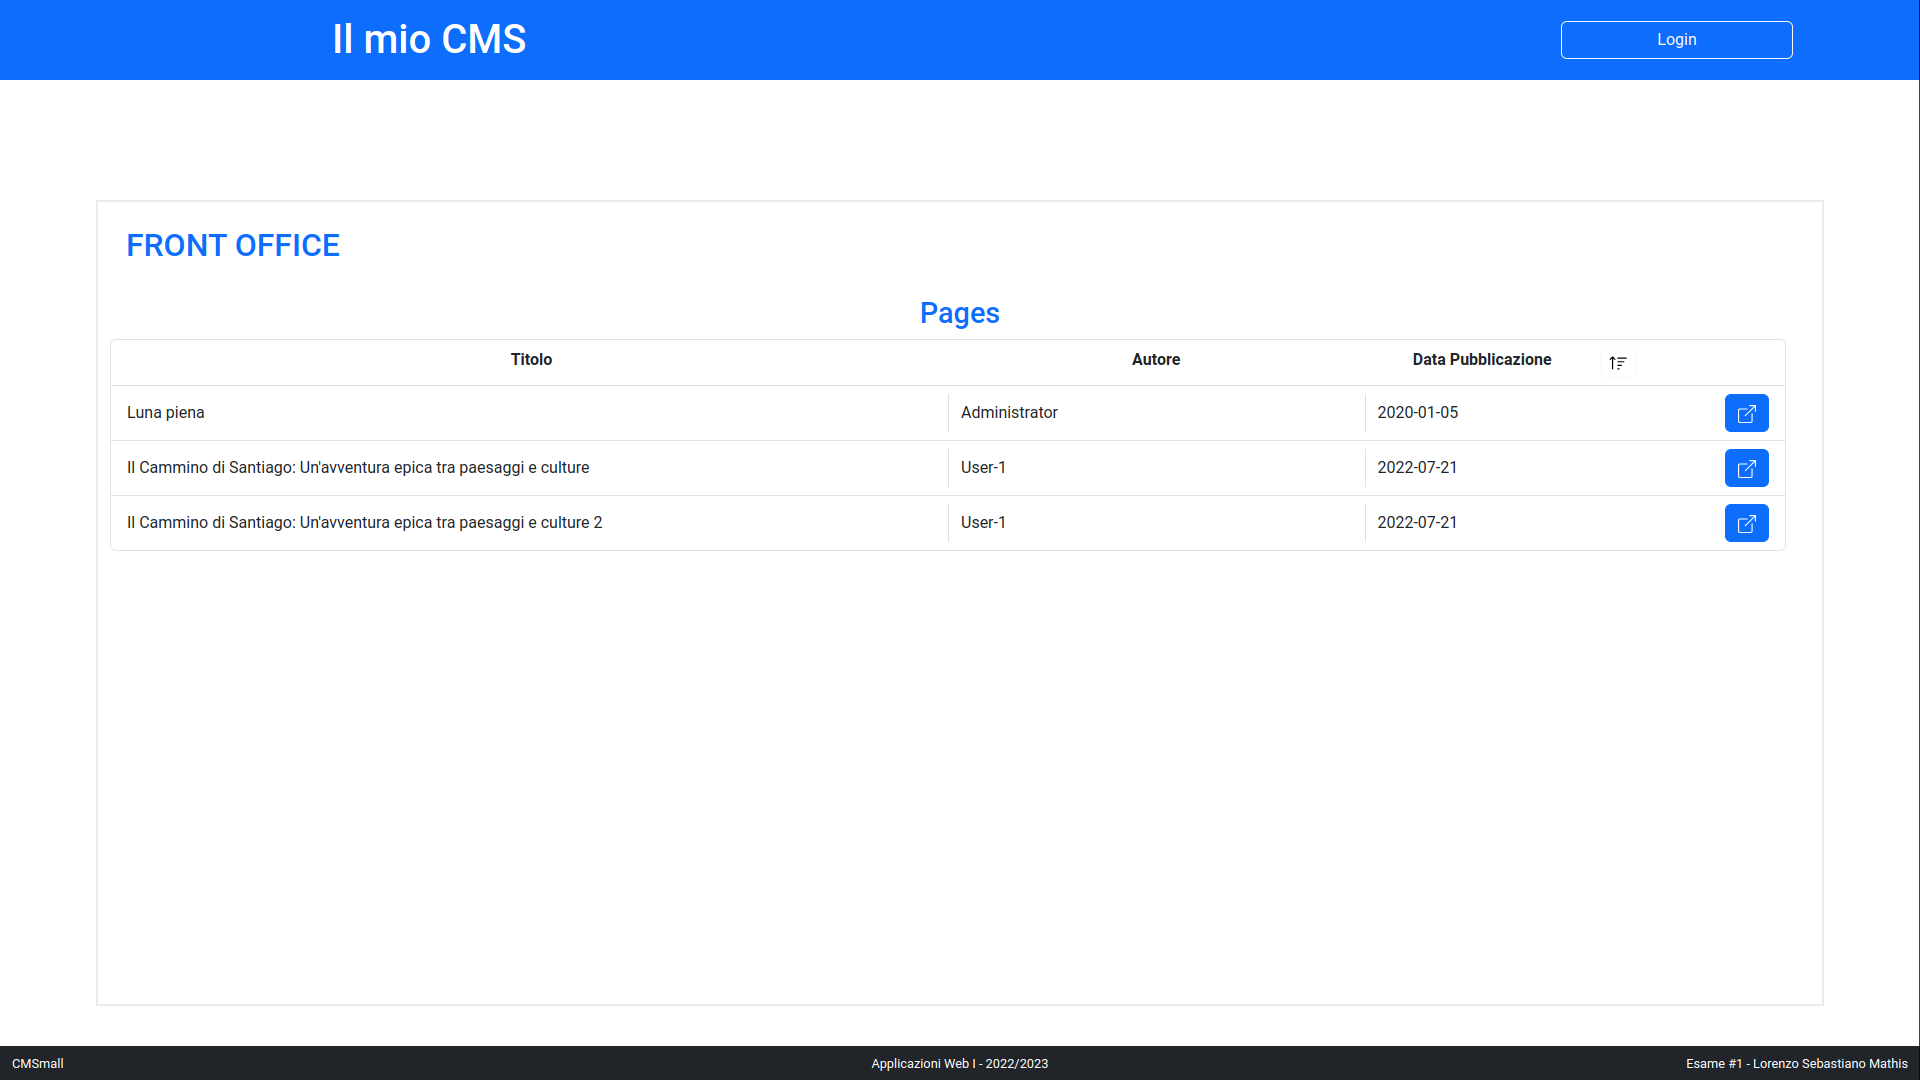 Il mio CMS
Login
FRONT OFFICE
Pages
Titolo Autore Data Pubblicazione
Luna piena Administrator 2020-01-05
Il Cammino di Santiago: Un'avventura epica tra paesaggi e culture User-1 2022-07-21
Il Cammino di Santiago: Un'avventura epica tra paesaggi e culture 2 User-1 2022-07-21
CMSmall Applicazioni Web I - 2022/2023 Esame #1 - Lorenzo Sebastiano Mathis